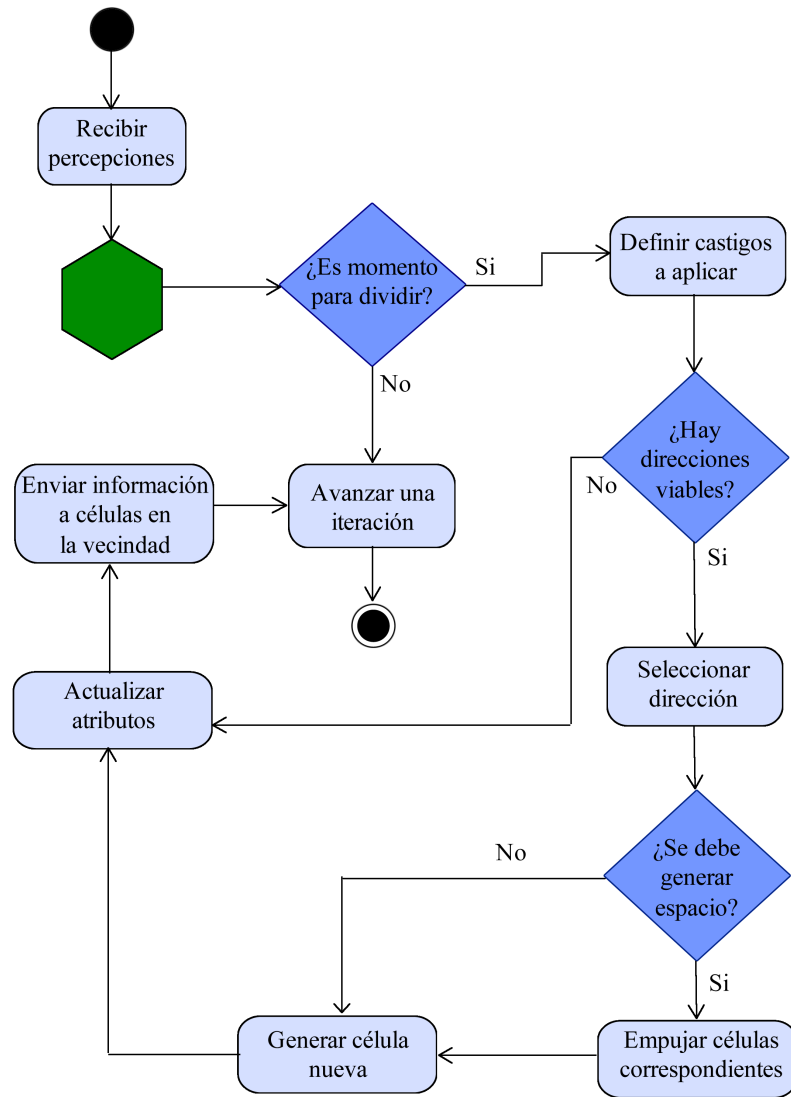 Recibir
percepciones
¿Es momento
para dividir?
Si
Definir castigos
a aplicar
No
¿Hay
direcciones
viables?
No
Enviar información
a células en
la vecindad
Avanzar una
iteración
Si
Seleccionar
dirección
Actualizar
atributos
¿Se debe
generar
espacio?
No
Si
Generar célula
nueva
Empujar células
correspondientes